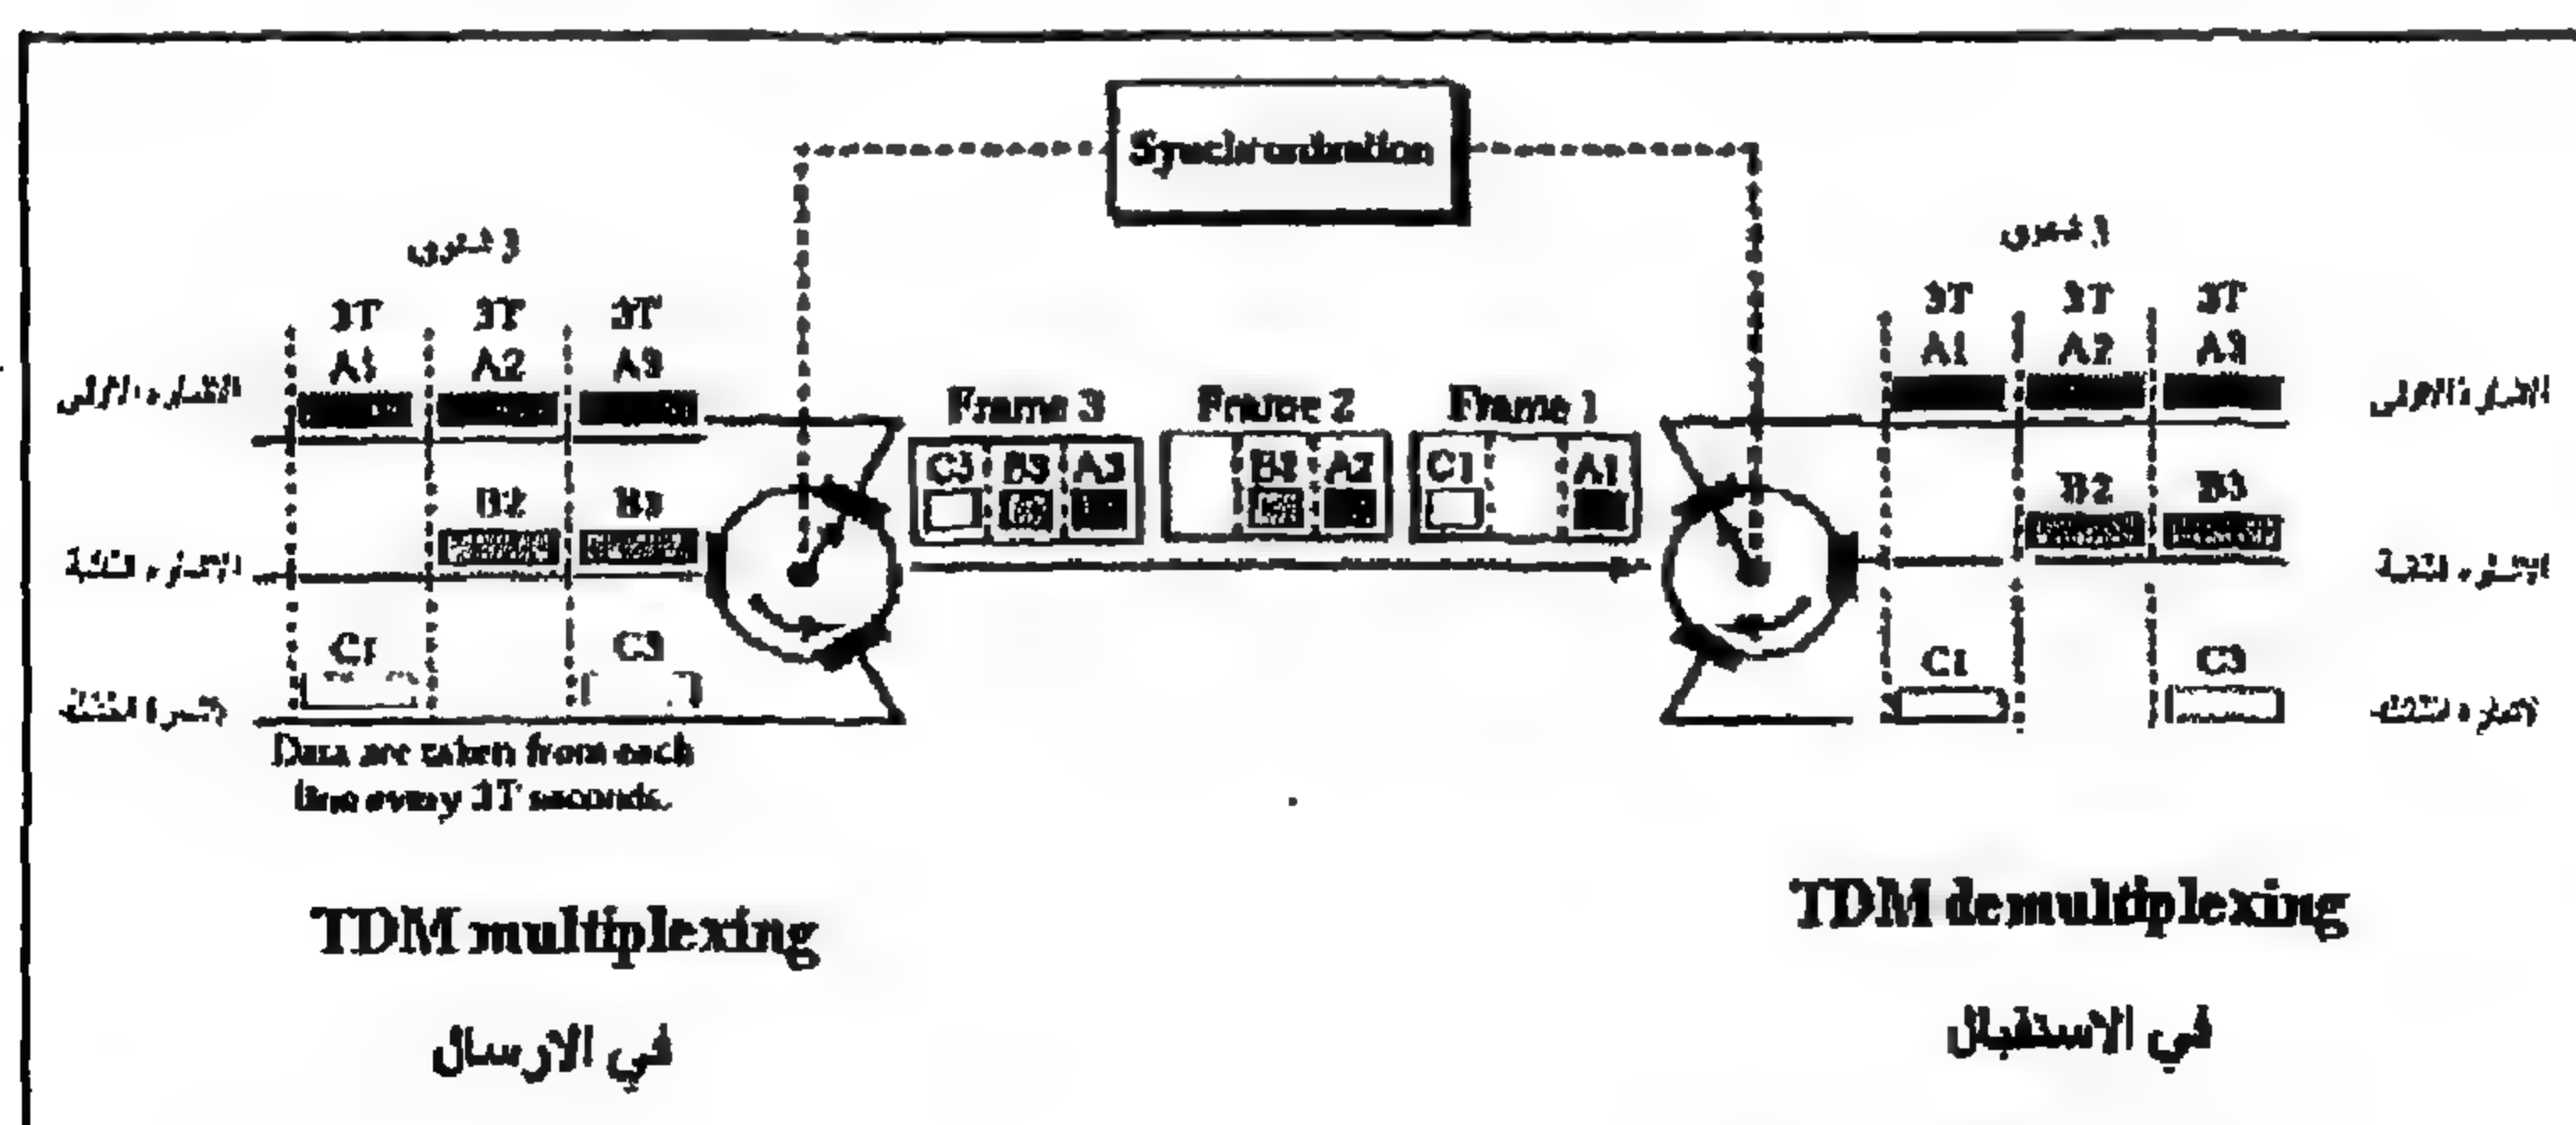 Synchronization
3T 3T 3T
A1 A2 A3
B2 B3
C1 C3
Data are taken from each
line every 3T seconds.
TDM multiplexing
في الارسال
Frame 3 Frame 2 Frame 1
C3 B3 A3 A2 C1 A1
3T 3T 3T
A1 A2 A3
B2 B3
C1 C3
TDM demultiplexing
في الاستقبال